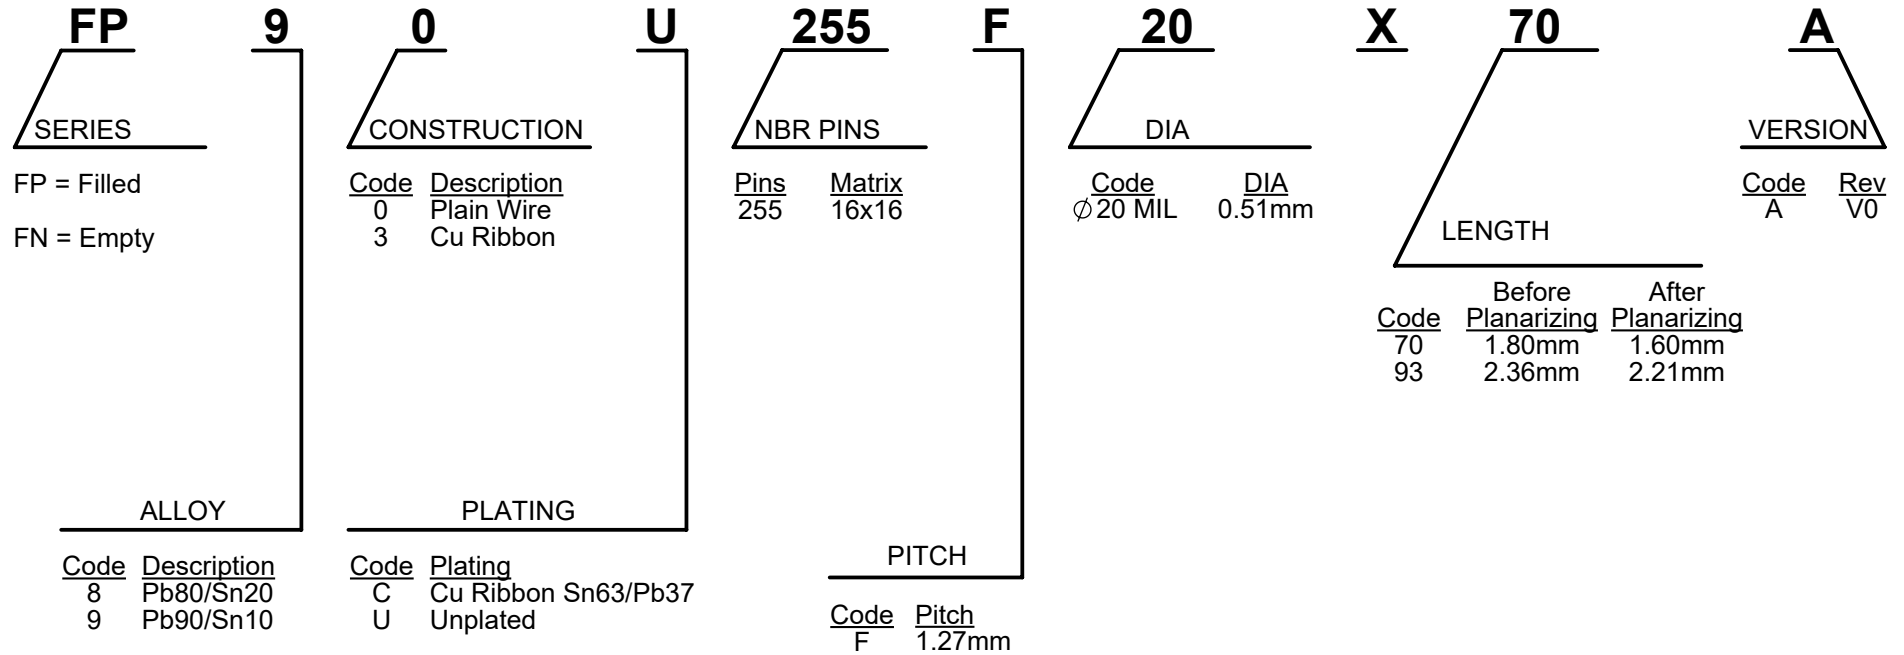 FP 9 0 U 255 F 20 X 70 A
SERIES
FP = Filled
FN = Empty
CONSTRUCTION
Code Description
0 Plain Wire
3 Cu Ribbon
NBR PINS
Pins Matrix
255 16x16
DIA
Code DIA
∅20 MIL 0.51mm
LENGTH
Before After
Code Planarizing Planarizing
70 1.80mm 1.60mm
93 2.36mm 2.21mm
VERSION
Code Rev
A V0
ALLOY
Code Description
8 Pb80/Sn20
9 Pb90/Sn10
PLATING
Code Plating
C Cu Ribbon Sn63/Pb37
U Unplated
PITCH
Code Pitch
F 1.27mm